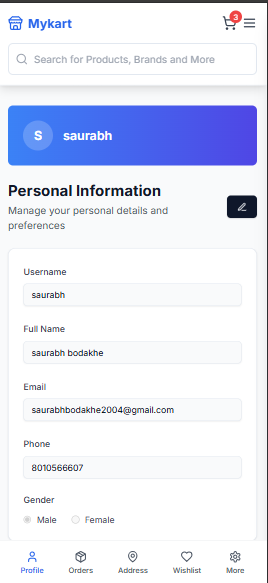 Mykart
3
Search for Products, Brands and More
S saurabh
Personal Information
Manage your personal details and
preferences
Username
saurabh
Full Name
saurabh bodakhe
Email
saurabhbodakhe2004@gmail.com
Phone
8010566607
Gender
Male Female
Profile Orders Address Wishlist More